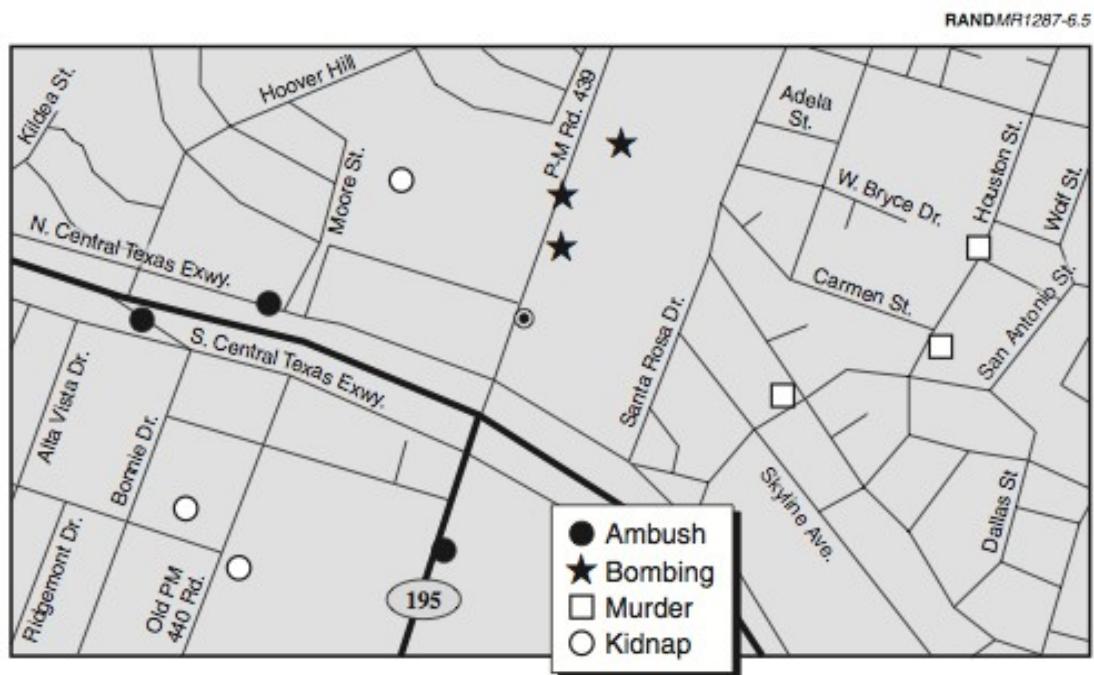 RANDMR1287-6.5
Kildea St.
Hoover Hill
P-M Rd. 439
Adela
St.
Houston St.
Wolf St.
Moore St.
W. Bryce Dr.
N. Central Texas Exwy.
Carmen St.
San Antonio St.
S. Central Texas Exwy.
Santa Rosa Dr.
Alta Vista Dr.
Bonnie Dr.
Skyline Ave.
Dallas St
Ridgemont Dr.
Old PM
440 Rd.
195
Ambush
Bombing
Murder
Kidnap